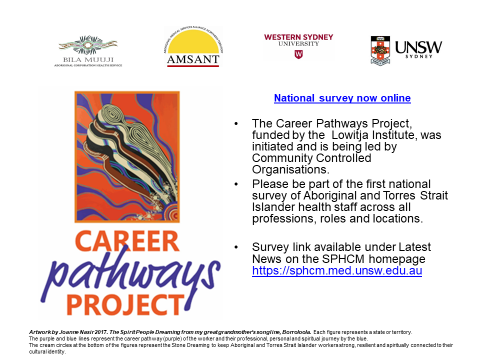 BILA MUUJI
AMSANT
WESTERN SYDNEY
UNIVERSITY
W
UNSW
SYDNEY
National survey now online
• The Career Pathways Project,
funded by the Lowitja Institute, was
initiated and is being led by
Community Controlled
Organisations.
• Please be part of the first national
survey of Aboriginal and Torres Strait
Islander health staff across all
professions, roles and locations.
• Survey link available under Latest
News on the SPHCM homepage
https://sphcm.med.unsw.edu.au
CAREER
pathways
PROJECT
Artwork by Joanne Nasir 2017. The Spirit People Dreaming from my great grandmother's songline, Borroloola. Each figure represents a state or territory.
The purple and blue lines represent the career pathway (purple) of the worker and their professional, personal and spiritual journey by the blue.
The cream circles at the bottom of the figures represent the Stone Dreaming to keep Aboriginal and Torres Strait Islander workers strong, resilient and spiritually connected to their
cultural identity.